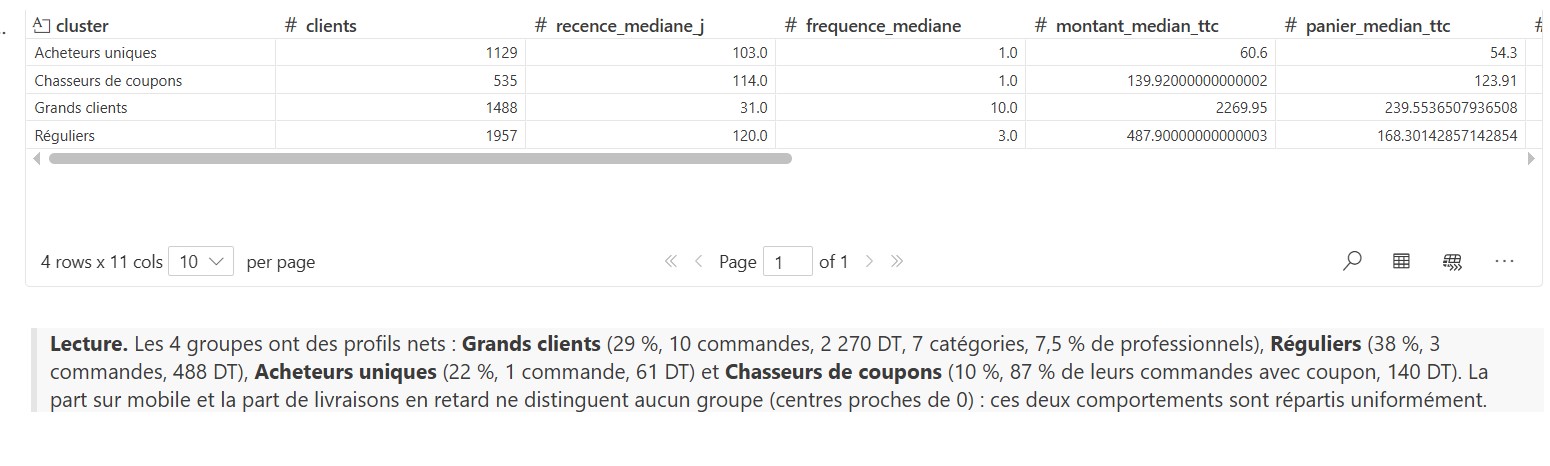 cluster # clients # recence_mediane_j # frequence_mediane # montant_median_ttc # panier_median_ttc #
Acheteurs uniques 1129 103.0 1.0 60.6 54.3
Chasseurs de coupons 535 114.0 1.0 139.92000000000002 123.91
Grands clients 1488 31.0 10.0 2269.95 239.5536507936508
Réguliers 1957 120.0 3.0 487.90000000000003 168.30142857142854
4 rows x 11 cols 10 per page Page 1 of 1
Lecture. Les 4 groupes ont des profils nets : Grands clients (29 %, 10 commandes, 2 270 DT, 7 catégories, 7,5 % de professionnels), Réguliers (38 %, 3
commandes, 488 DT), Acheteurs uniques (22 %, 1 commande, 61 DT) et Chasseurs de coupons (10 %, 87 % de leurs commandes avec coupon, 140 DT). La
part sur mobile et la part de livraisons en retard ne distinguent aucun groupe (centres proches de 0) : ces deux comportements sont répartis uniformément.